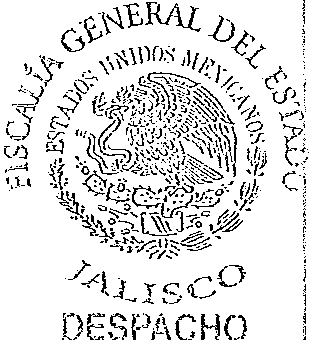 FISCALÍA GENERAL DEL ESTADO
ESTADOS UNIDOS MEXICANOS
JALISCO
DESPACHO